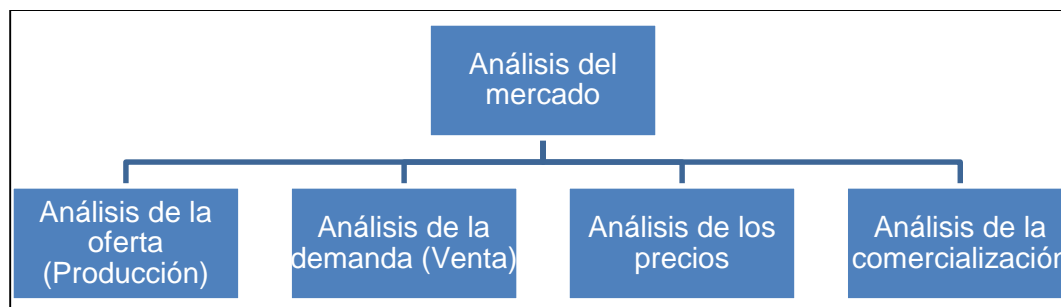 Análisis del
mercado
Análisis de la
oferta
(Producción)
Análisis de la
demanda (Venta)
Análisis de los
precios
Análisis de la
comercialización